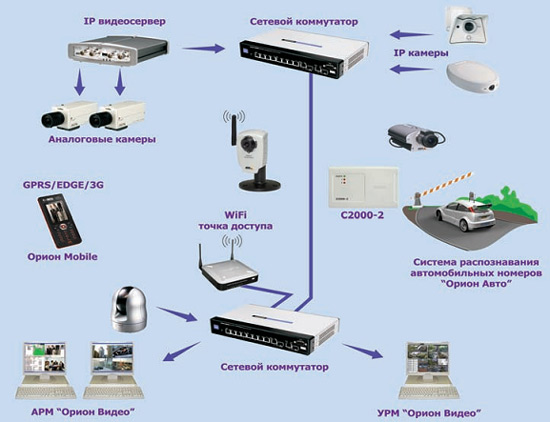 IP видеосервер
Сетевой коммутатор
IP камеры
Аналоговые камеры
GPRS/EDGE/3G
WiFi
точка доступа
С2000-2
Орион Mobile
Система распознавания
автомобильных номеров
“Орион Авто”
Сетевой коммутатор
АРМ “Орион Видео”
УРМ “Орион Видео”